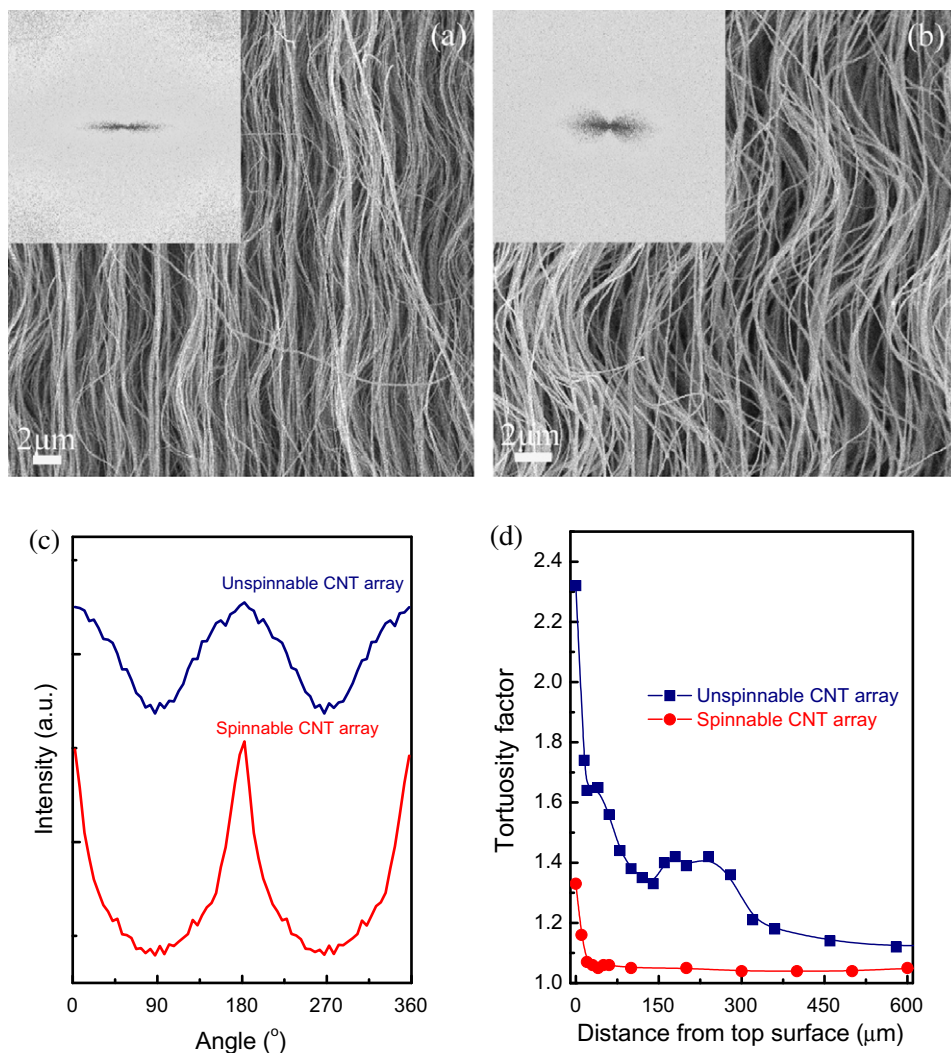 (a)
2μm
(b)
2μm
(c)
Unspinnable CNT array
Spinnable CNT array
Intensity (a.u.)
0 90 180 270 360
Angle (°)
(d)
2.4
2.2
2.0
1.8
1.6
1.4
1.2
1.0
Unspinnable CNT array
Spinnable CNT array
Tortuosity factor
0 150 300 450 600
Distance from top surface (μm)